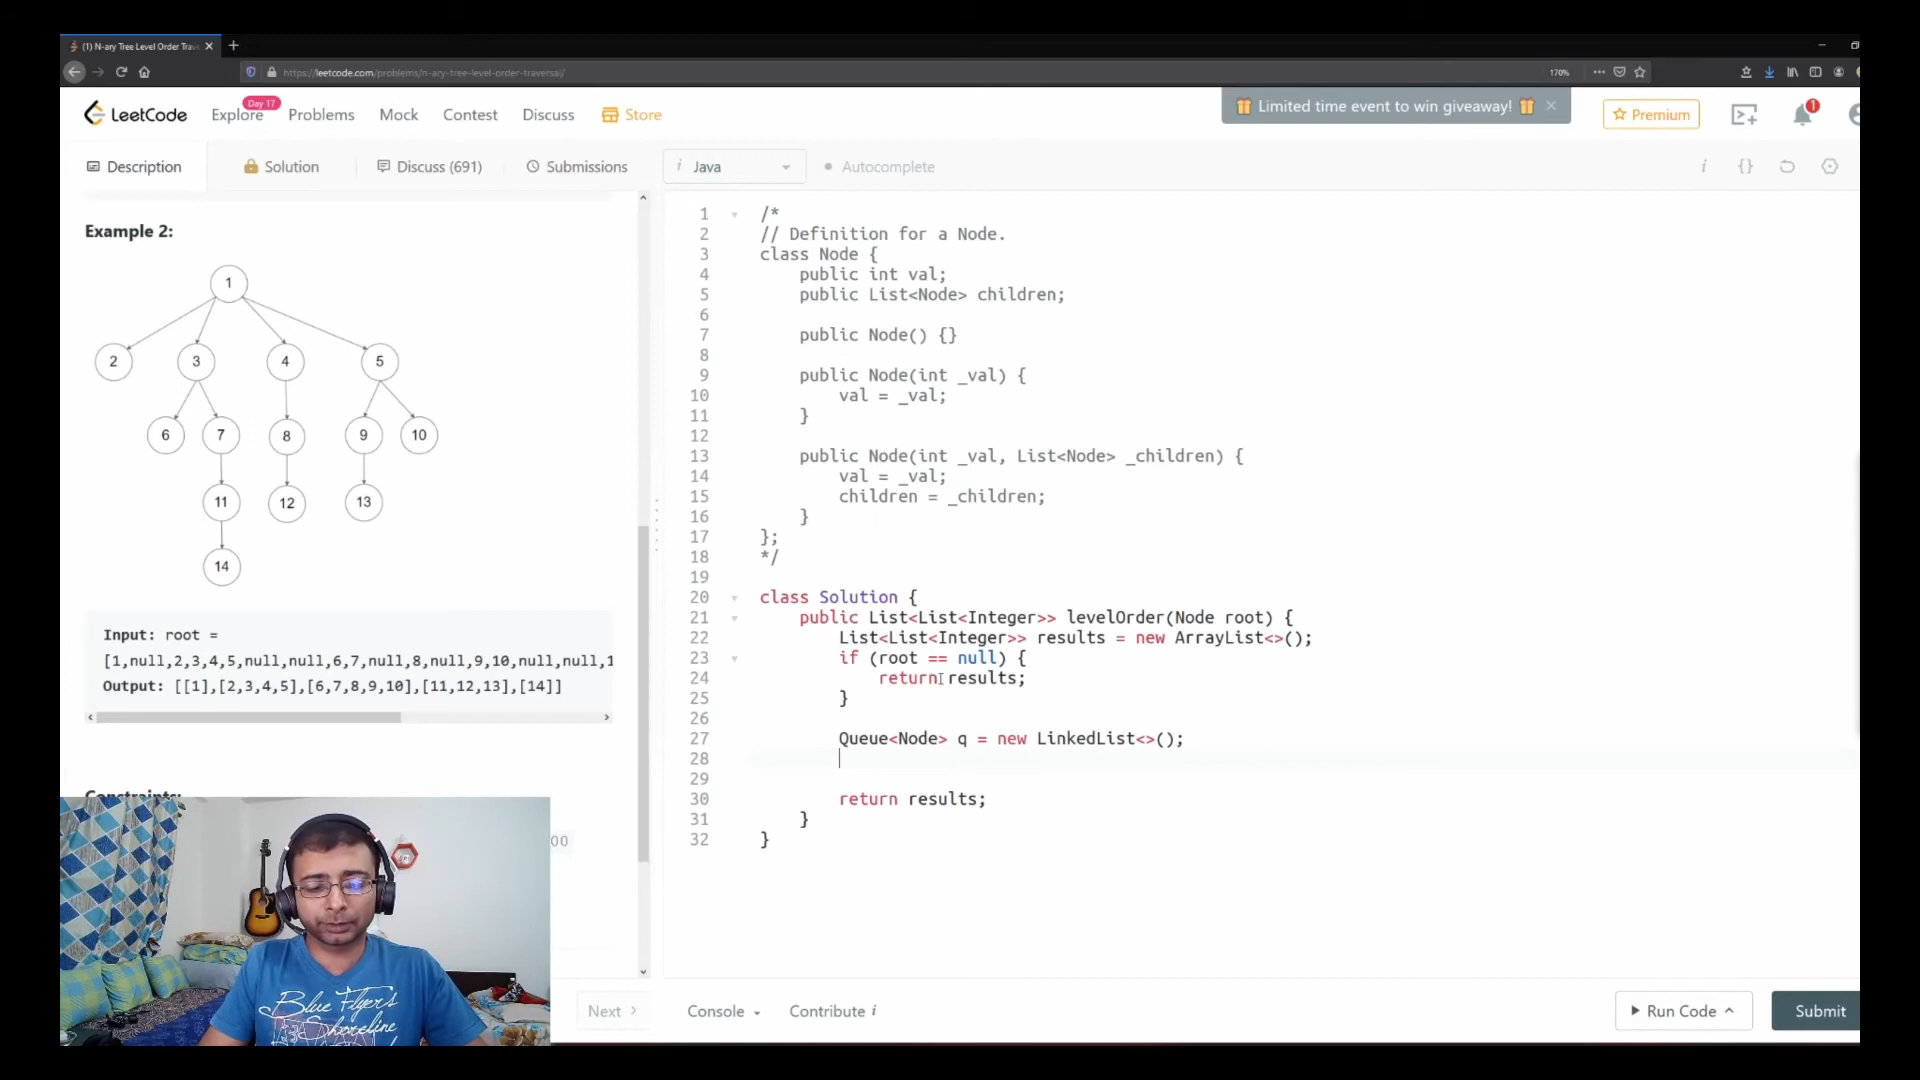 (1) N-ary Tree Level Order Trav
https://leetcode.com/problems/n-ary-tree-level-order-traversal/
170%
LeetCode
Explore
Day 17
Problems
Mock
Contest
Discuss
Store
Limited time event to win giveaway!
Premium
1
Description
Solution
Discuss (691)
Submissions
i Java
Autocomplete
Example 2:
1
2
3
4
5
6
7
8
9
10
11
12
13
14
Input: root =
[1,null,2,3,4,5,null,null,6,7,null,8,null,9,10,null,null,1
Output: [[1],[2,3,4,5],[6,7,8,9,10],[11,12,13],[14]]
Constraints:
00
1 /*
2 // Definition for a Node.
3 class Node {
4 public int val;
5 public List<Node> children;
6
7 public Node() {}
8
9 public Node(int _val) {
10 val = _val;
11 }
12
13 public Node(int _val, List<Node> _children) {
14 val = _val;
15 children = _children;
16 }
17 };
18 */
19
20 class Solution {
21 public List<List<Integer>> levelOrder(Node root) {
22 List<List<Integer>> results = new ArrayList<>();
23 if (root == null) {
24 return results;
25 }
26
27 Queue<Node> q = new LinkedList<>();
28
29
30 return results;
31 }
32 }
Blue Flyers
Shoreline
Next
Console
Contribute i
Run Code
Submit